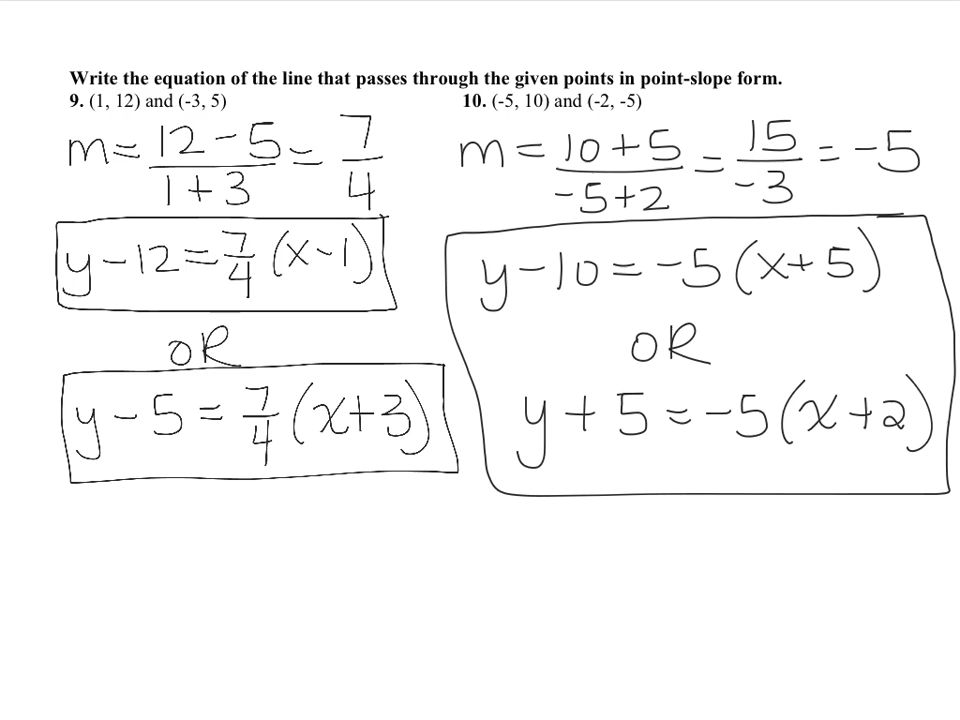 Write the equation of the line that passes through the given points in point-slope form.
9. (1, 12) and (-3, 5)
m = 12 - 5 / 1 + 3 = 7 / 4
y - 12 = 7/4 (x - 1)
OR
y - 5 = 7/4 (x + 3)
10. (-5, 10) and (-2, -5)
m = 10 + 5 / -5 + 2 = 15 / -3 = -5
y - 10 = -5 (x + 5)
OR
y + 5 = -5 (x + 2)